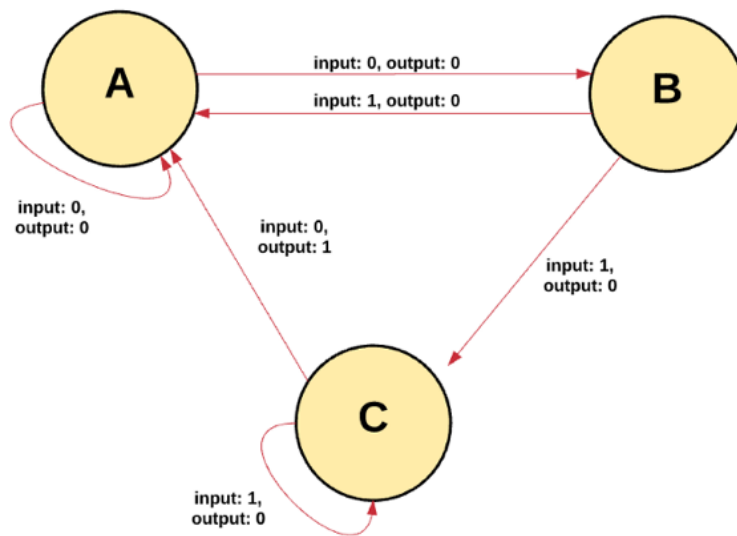 A
B
input: 0, output: 0
input: 1, output: 0
input: 0,
output: 0
input: 0,
output: 1
input: 1,
output: 0
C
input: 1,
output: 0